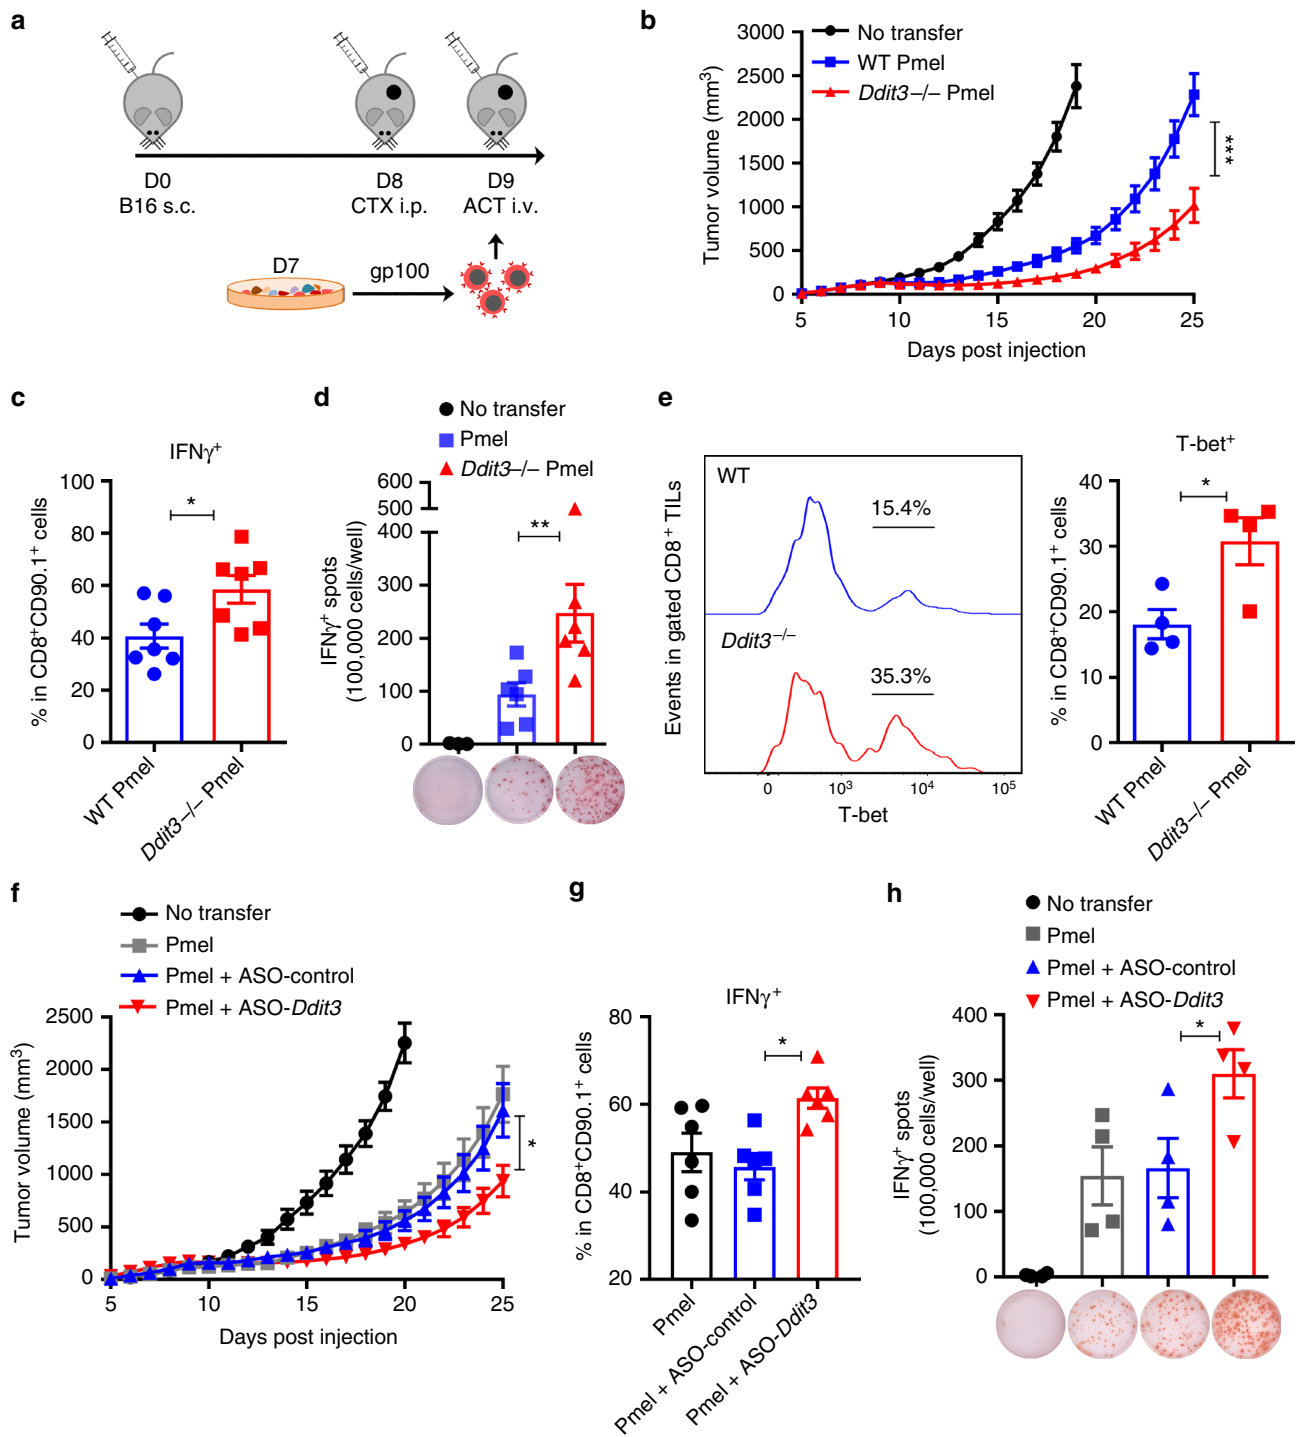 a
D0
B16 s.c.
D8
CTX i.p.
D9
ACT i.v.
D7
gp100
b
No transfer
WT Pmel
Ddit3–/– Pmel
Tumor volume (mm³)
3000
2500
2000
1500
1000
500
0
5 10 15 20 25
Days post injection
***
c
IFNγ⁺
*
% in CD8⁺CD90.1⁺ cells
100
80
60
40
20
0
WT Pmel
Ddit3–/– Pmel
d
No transfer
Pmel
Ddit3–/– Pmel
**
IFNγ⁺ spots
(100,000 cells/well)
600
500
400
300
200
100
0
e
Events in gated CD8⁺ TILs
WT
15.4%
Ddit3⁻/⁻
35.3%
0 10³ 10⁴ 10⁵
T-bet
T-bet⁺
*
% in CD8⁺CD90.1⁺ cells
40
30
20
10
0
WT Pmel
Ddit3–/– Pmel
f
No transfer
Pmel
Pmel + ASO-control
Pmel + ASO-Ddit3
Tumor volume (mm³)
2500
2000
1500
1000
500
0
5 10 15 20 25
Days post injection
*
g
IFNγ⁺
*
% in CD8⁺CD90.1⁺ cells
80
60
40
20
Pmel
Pmel + ASO-control
Pmel + ASO-Ddit3
h
No transfer
Pmel
Pmel + ASO-control
Pmel + ASO-Ddit3
*
IFNγ⁺ spots
(100,000 cells/well)
400
300
200
100
0